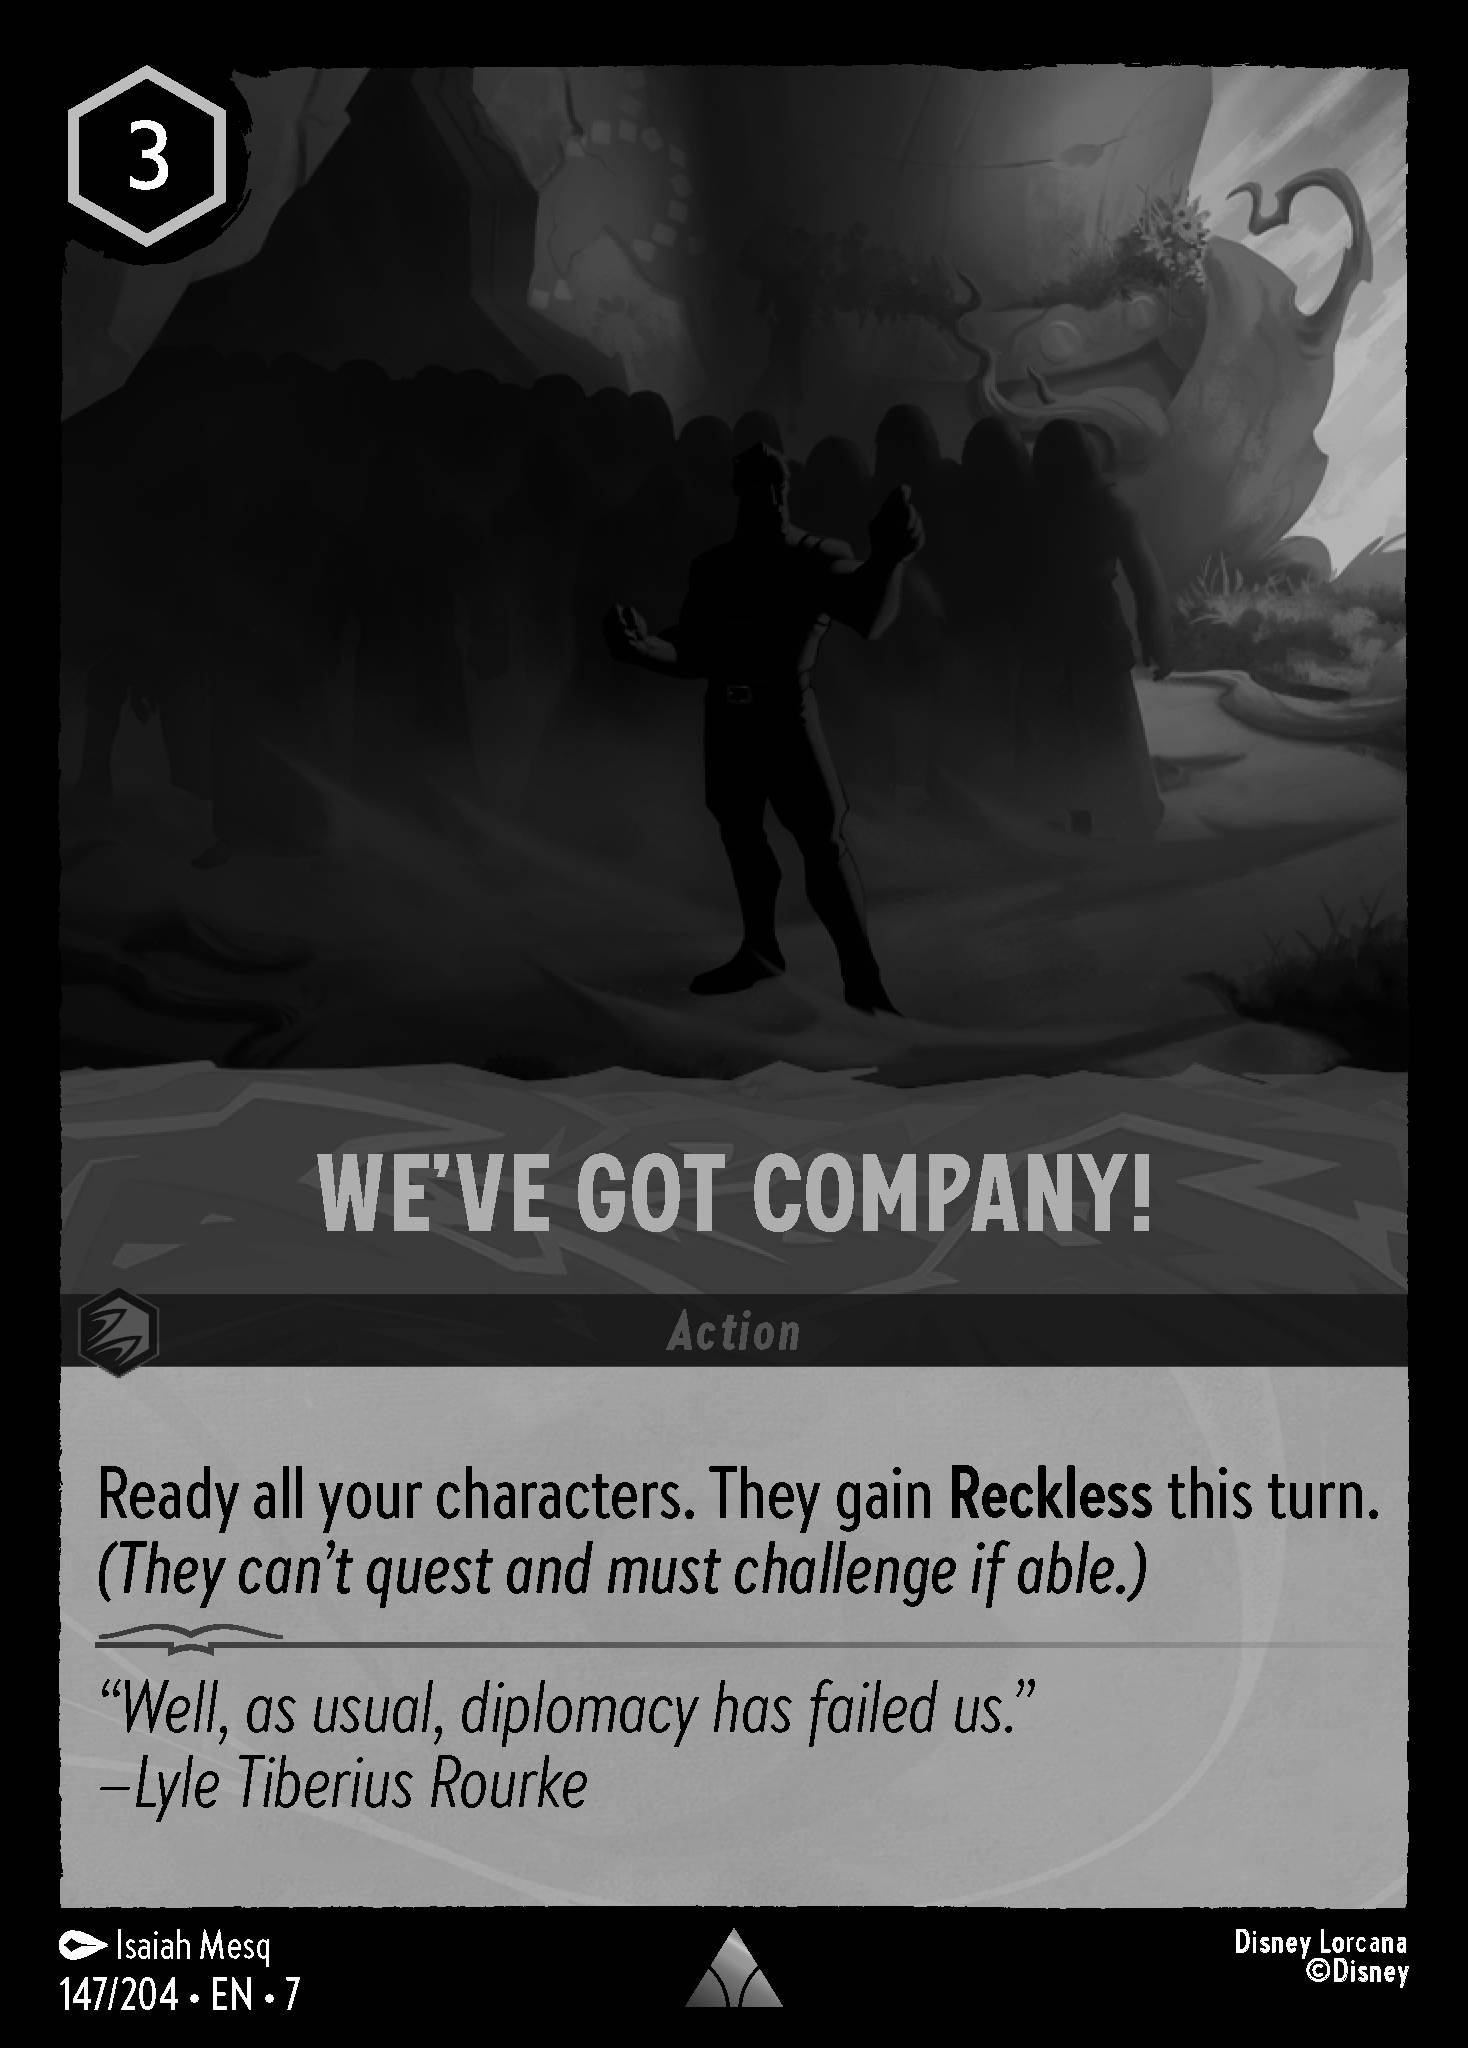 3
WE’VE GOT COMPANY!
Action
Ready all your characters. They gain Reckless this turn.
(They can’t quest and must challenge if able.)
“Well, as usual, diplomacy has failed us.”
–Lyle Tiberius Rourke
Isaiah Mesq
Disney Lorcana
©Disney
147/204 • EN • 7